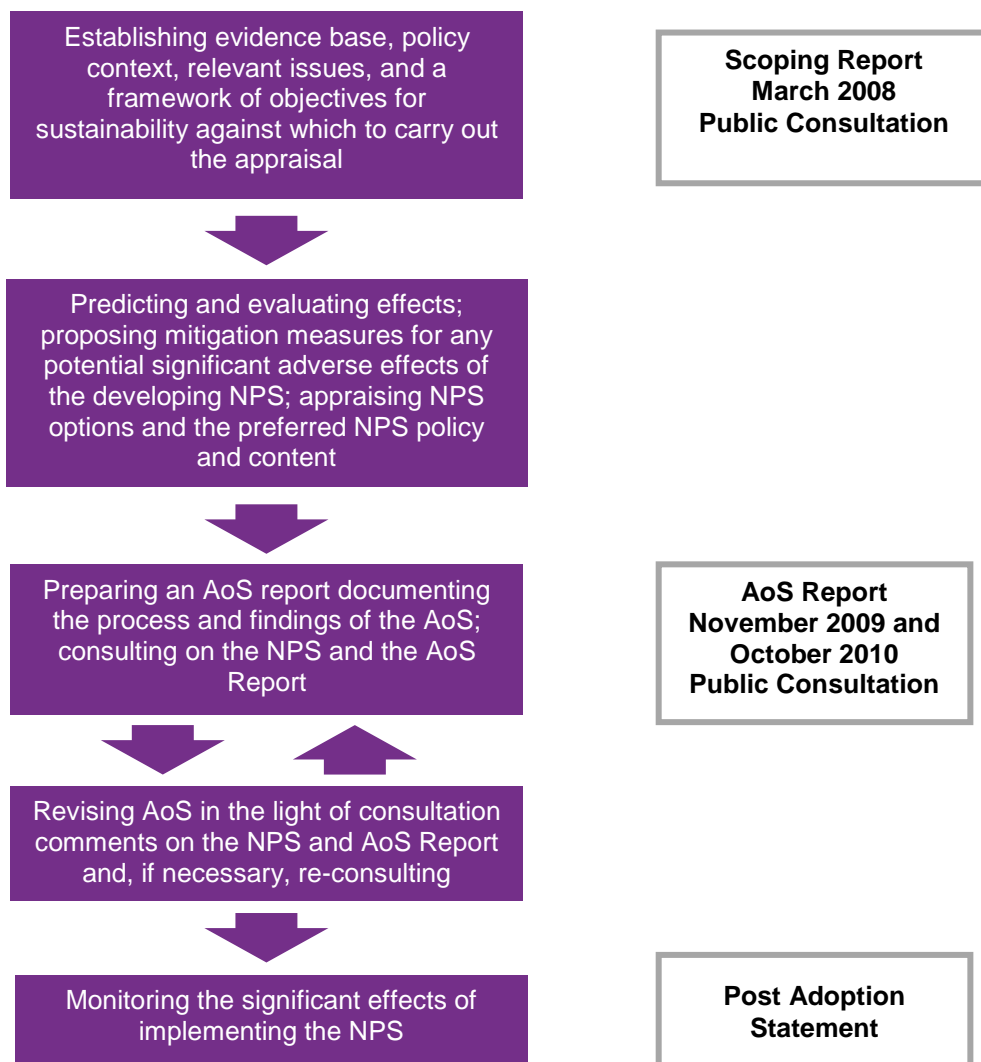 Establishing evidence base, policy
context, relevant issues, and a
framework of objectives for
sustainability against which to carry out
the appraisal
Scoping Report
March 2008
Public Consultation
Predicting and evaluating effects;
proposing mitigation measures for any
potential significant adverse effects of
the developing NPS; appraising NPS
options and the preferred NPS policy
and content
Preparing an AoS report documenting
the process and findings of the AoS;
consulting on the NPS and the AoS
Report
AoS Report
November 2009 and
October 2010
Public Consultation
Revising AoS in the light of consultation
comments on the NPS and AoS Report
and, if necessary, re-consulting
Monitoring the significant effects of
implementing the NPS
Post Adoption
Statement